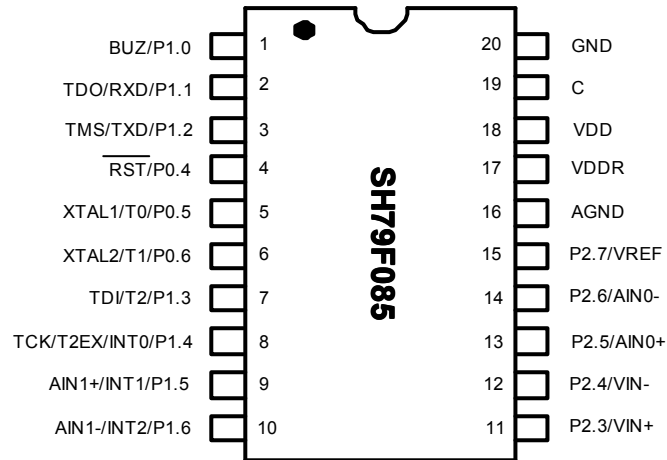 BUZ/P1.0 1 20 GND
TDO/RXD/P1.1 2 19 C
TMS/TXD/P1.2 3 18 VDD
RST/P0.4 4 17 VDDR
XTAL1/T0/P0.5 5 16 AGND
XTAL2/T1/P0.6 6 15 P2.7/VREF
TDI/T2/P1.3 7 14 P2.6/AIN0-
TCK/T2EX/INT0/P1.4 8 13 P2.5/AIN0+
AIN1+/INT1/P1.5 9 12 P2.4/VIN-
AIN1-/INT2/P1.6 10 11 P2.3/VIN+
SH79F085